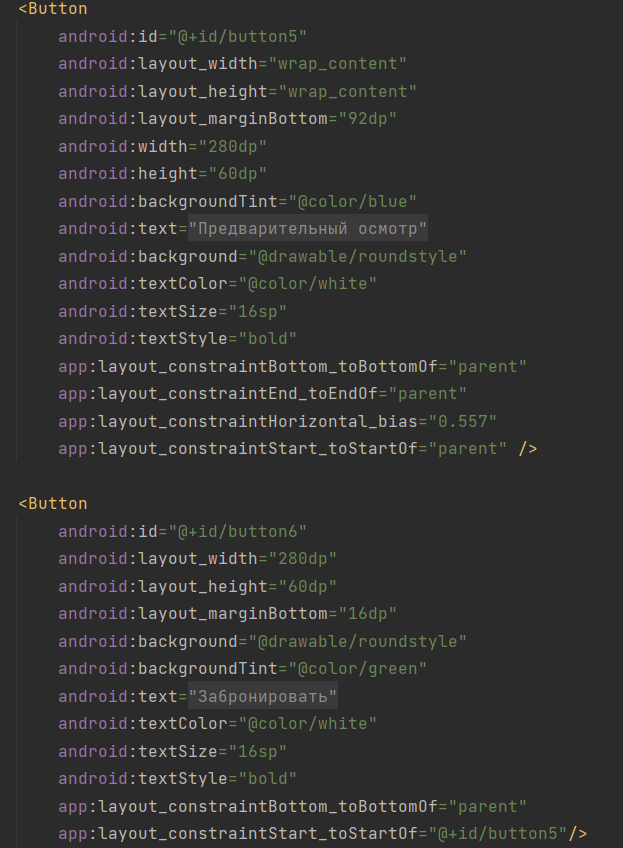 <Button
android:id="@+id/button5"
android:layout_width="wrap_content"
android:layout_height="wrap_content"
android:layout_marginBottom="92dp"
android:width="280dp"
android:height="60dp"
android:backgroundTint="@color/blue"
android:text="Предварительный осмотр"
android:background="@drawable/roundstyle"
android:textColor="@color/white"
android:textSize="16sp"
android:textStyle="bold"
app:layout_constraintBottom_toBottomOf="parent"
app:layout_constraintEnd_toEndOf="parent"
app:layout_constraintHorizontal_bias="0.557"
app:layout_constraintStart_toStartOf="parent" />
<Button
android:id="@+id/button6"
android:layout_width="280dp"
android:layout_height="60dp"
android:layout_marginBottom="16dp"
android:background="@drawable/roundstyle"
android:backgroundTint="@color/green"
android:text="Забронировать"
android:textColor="@color/white"
android:textSize="16sp"
android:textStyle="bold"
app:layout_constraintBottom_toBottomOf="parent"
app:layout_constraintStart_toStartOf="@+id/button5"/>